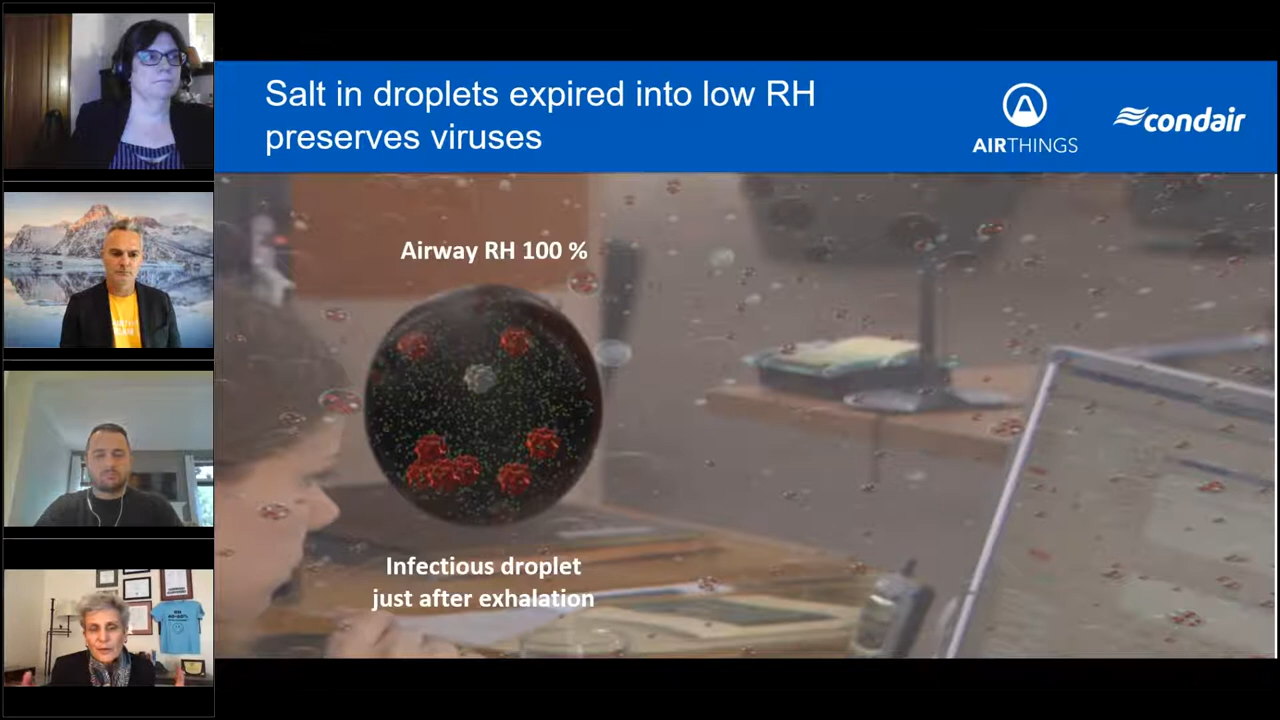 Salt in droplets expired into low RH
preserves viruses
AIRTHINGS
condair
Airway RH 100 %
Infectious droplet
just after exhalation